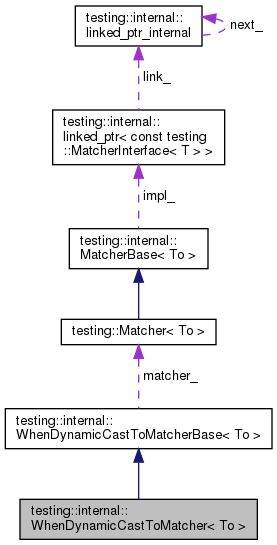 testing::internal::
linked_ptr_internal
next_
link_
testing::internal::
linked_ptr< const testing
::MatcherInterface< T > >
impl_
testing::internal::
MatcherBase< To >
testing::Matcher< To >
matcher_
testing::internal::
WhenDynamicCastToMatcherBase< To >
testing::internal::
WhenDynamicCastToMatcher< To >